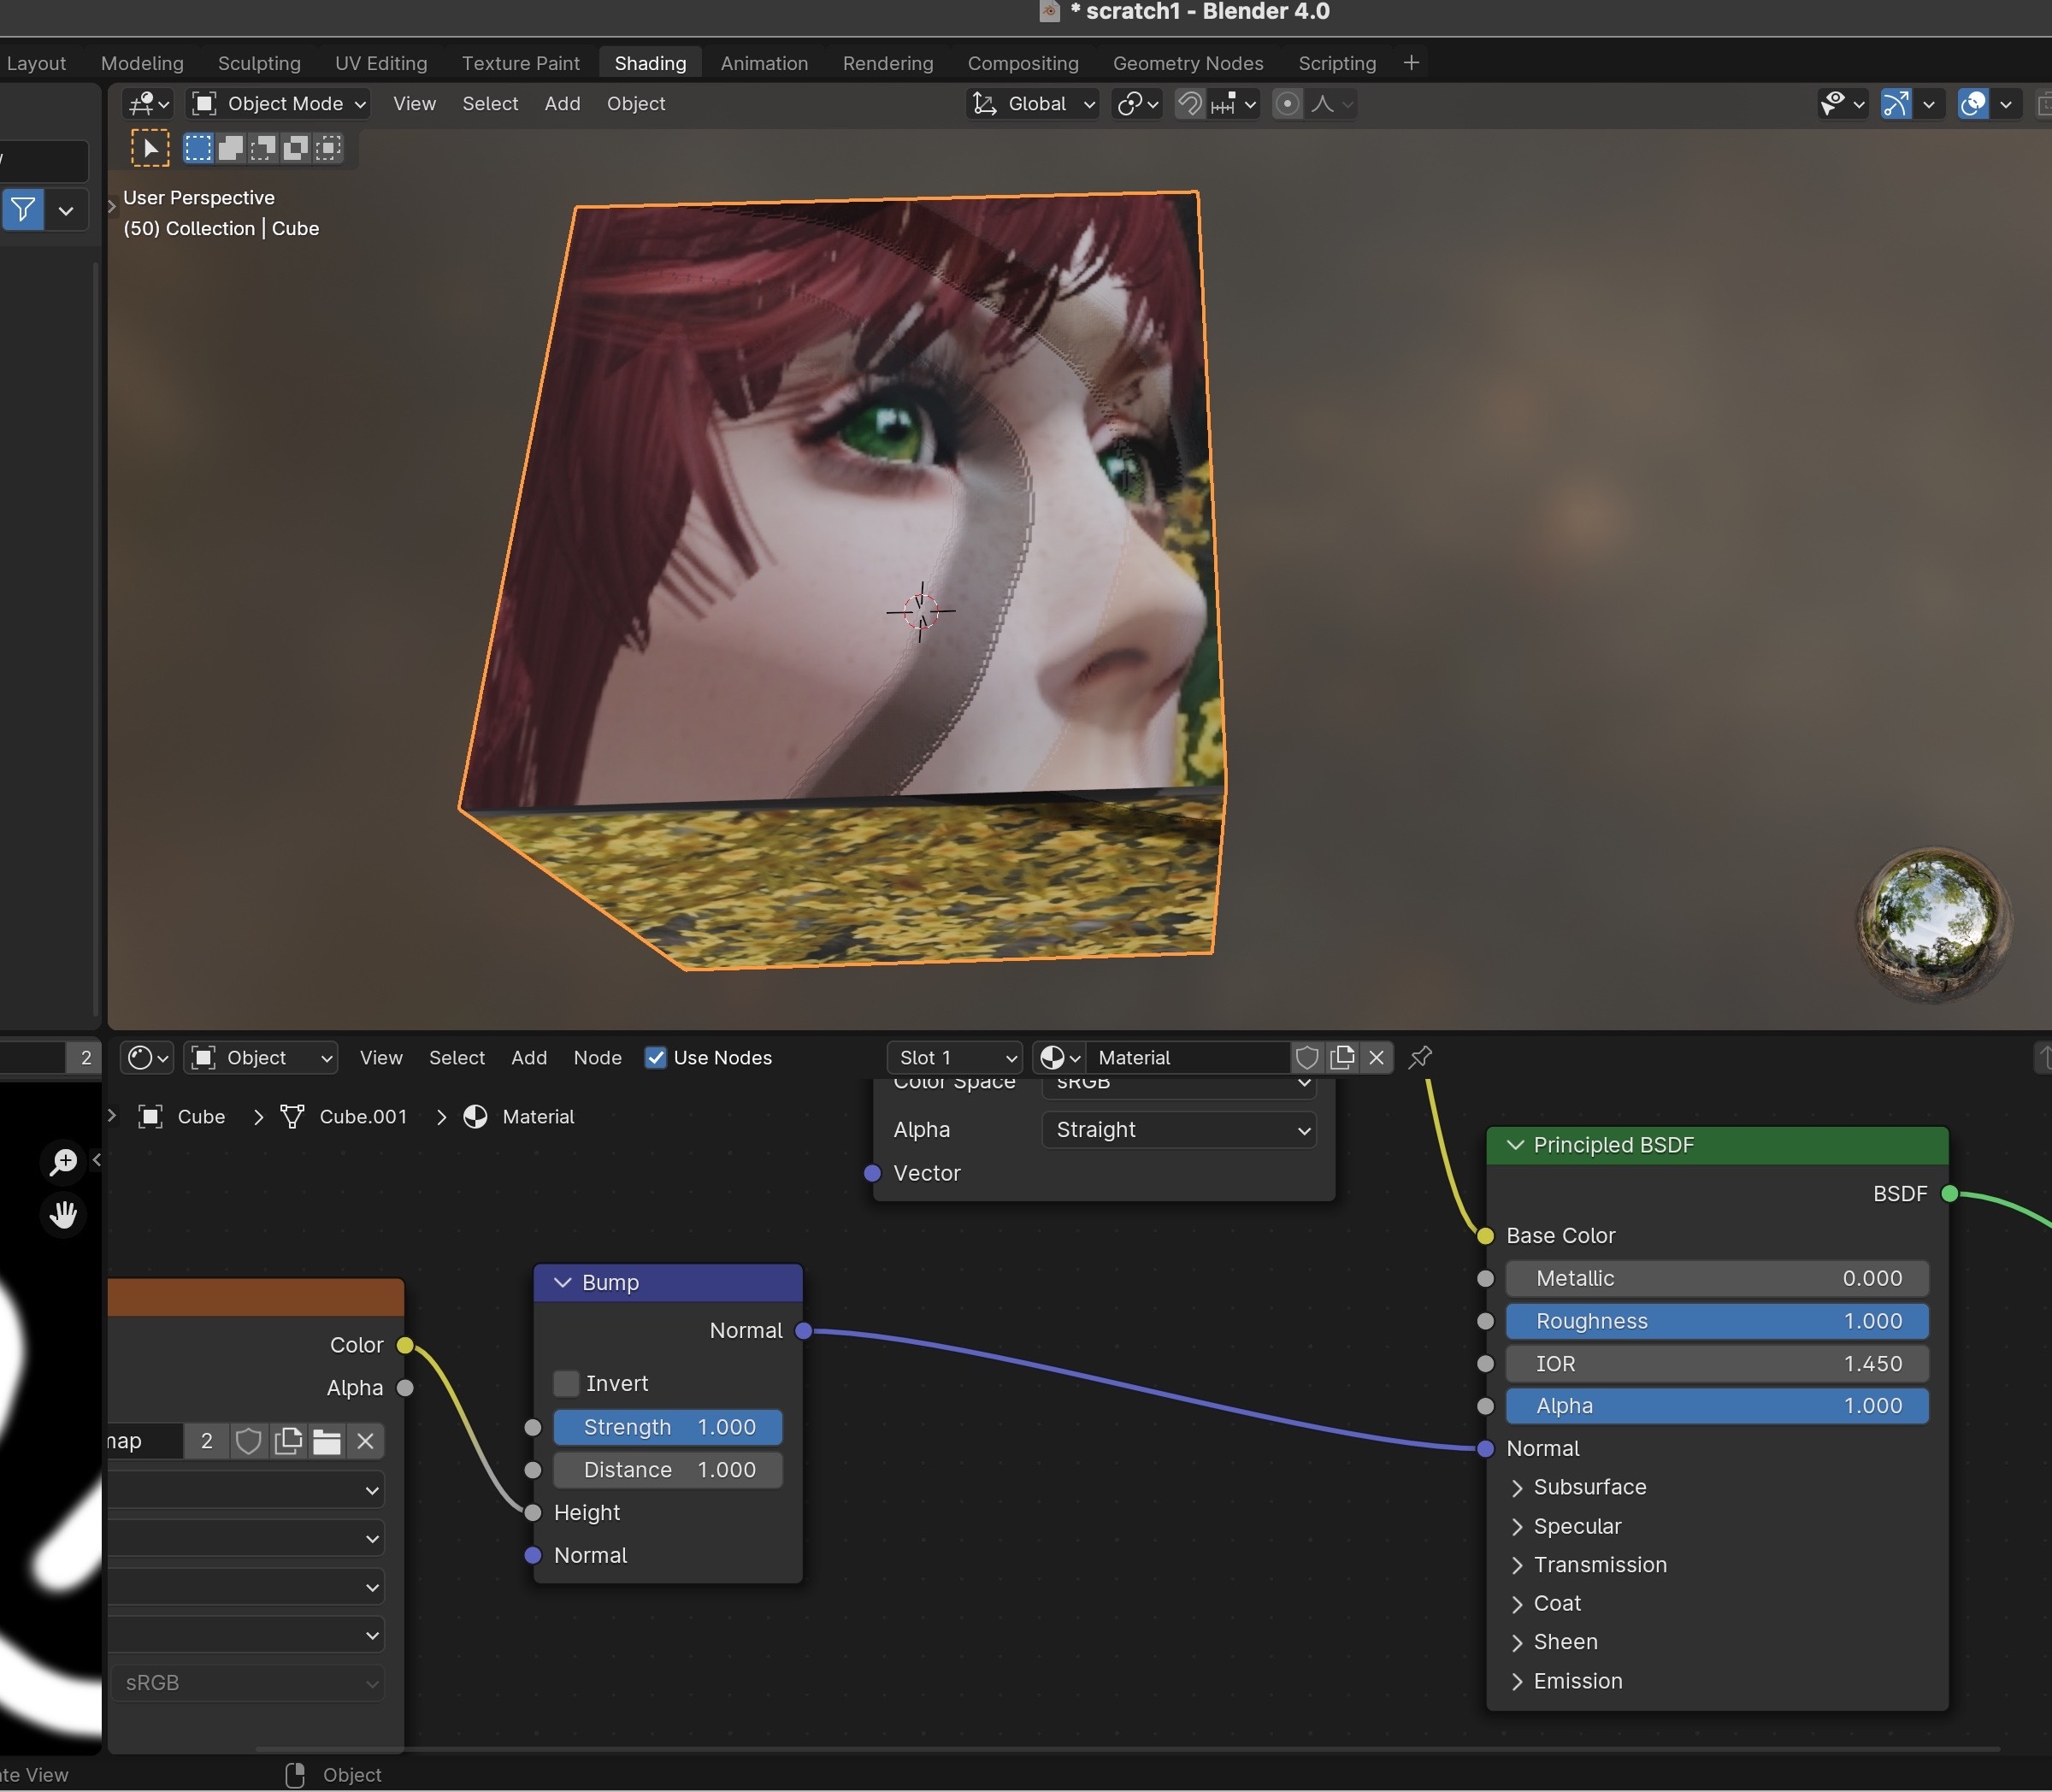 * scratch1 - Blender 4.0
Layout Modeling Sculpting UV Editing Texture Paint Shading Animation Rendering Compositing Geometry Nodes Scripting +
Object Mode View Select Add Object Global
User Perspective
(50) Collection | Cube
2 Object View Select Add Node Use Nodes Slot 1 Material
Color Space sRGB
Cube > Cube.001 > Material
Alpha Straight
Vector
Principled BSDF
BSDF
Base Color
Metallic 0.000
Roughness 1.000
IOR 1.450
Alpha 1.000
Normal
Subsurface
Specular
Transmission
Coat
Sheen
Emission
Bump
Normal
Invert
Strength 1.000
Distance 1.000
Height
Normal
Color
Alpha
2
sRGB
View
Object